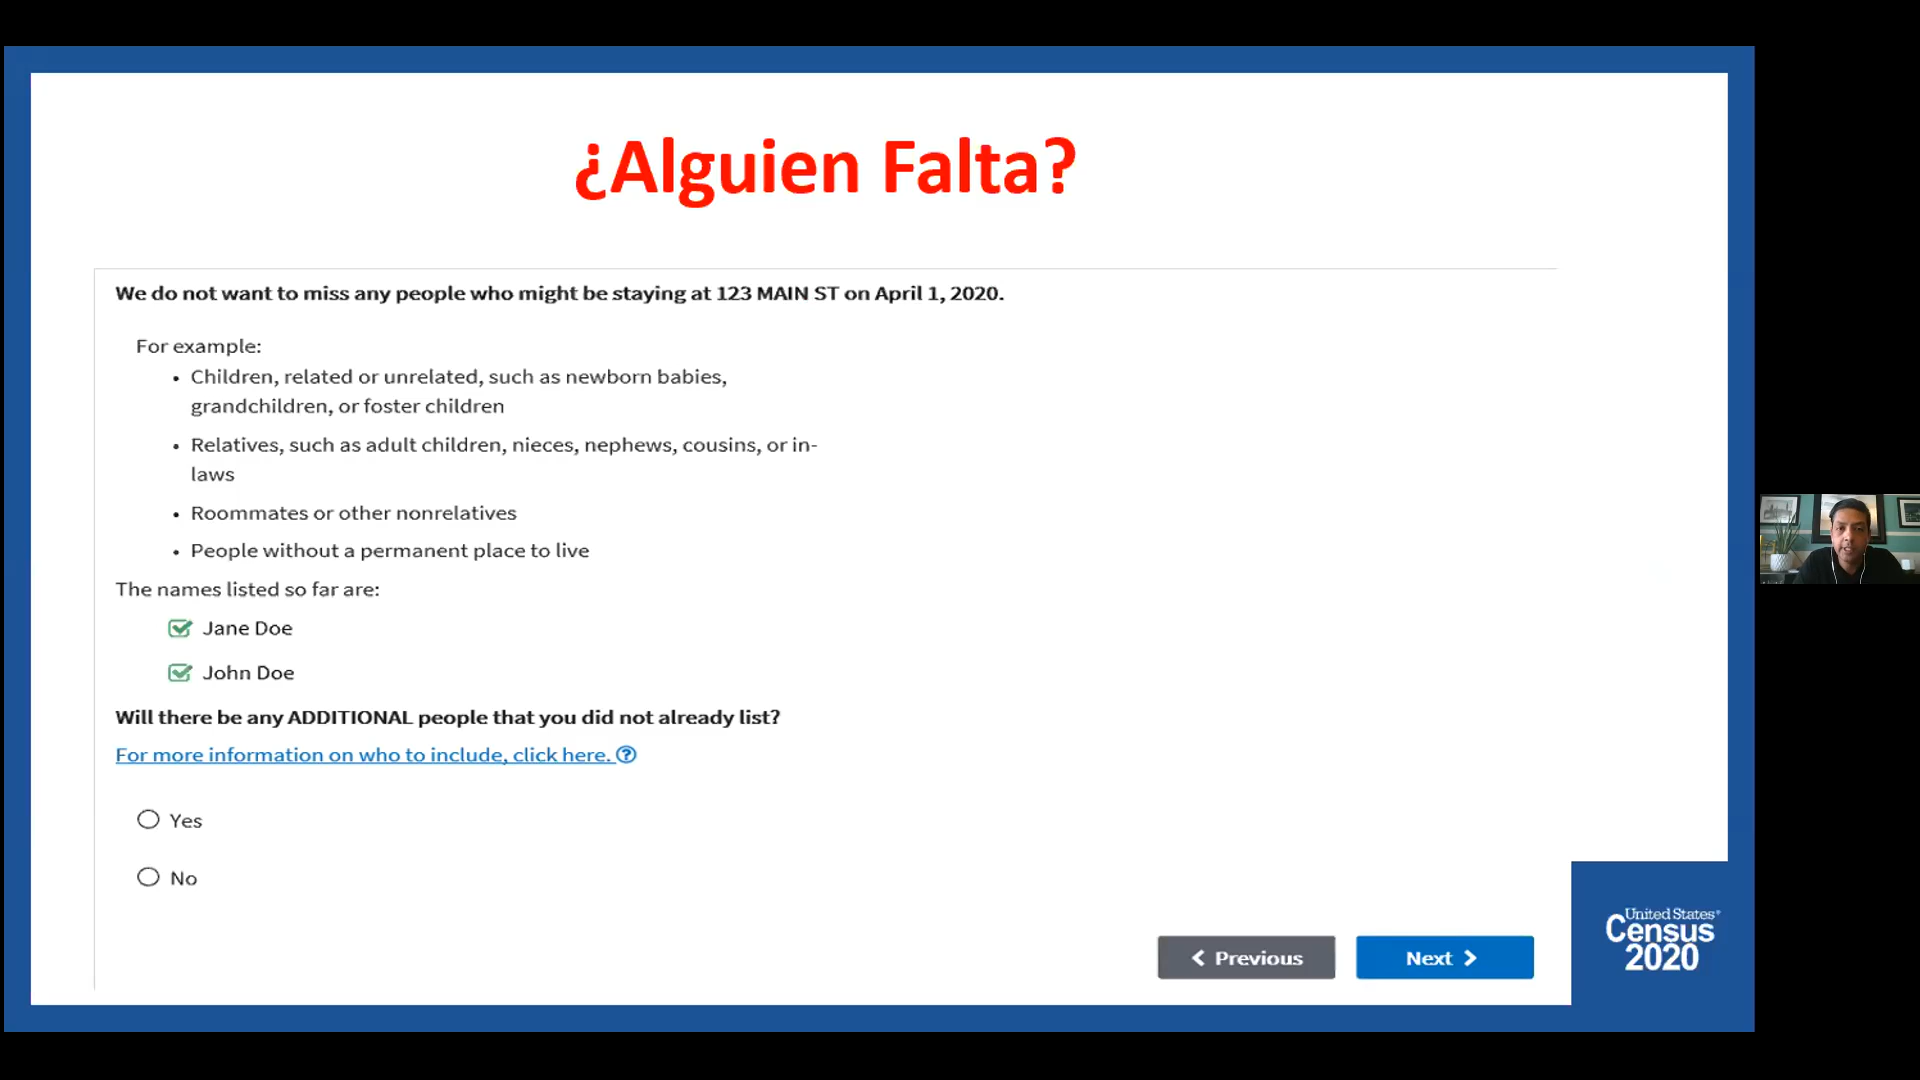 ¿Alguien Falta?
We do not want to miss any people who might be staying at 123 MAIN ST on April 1, 2020.
For example:
• Children, related or unrelated, such as newborn babies,
grandchildren, or foster children
• Relatives, such as adult children, nieces, nephews, cousins, or in-
laws
• Roommates or other nonrelatives
• People without a permanent place to live
The names listed so far are:
Jane Doe
John Doe
Will there be any ADDITIONAL people that you did not already list?
For more information on who to include, click here. ?
Yes
No
Previous
Next
United States®
Census
2020